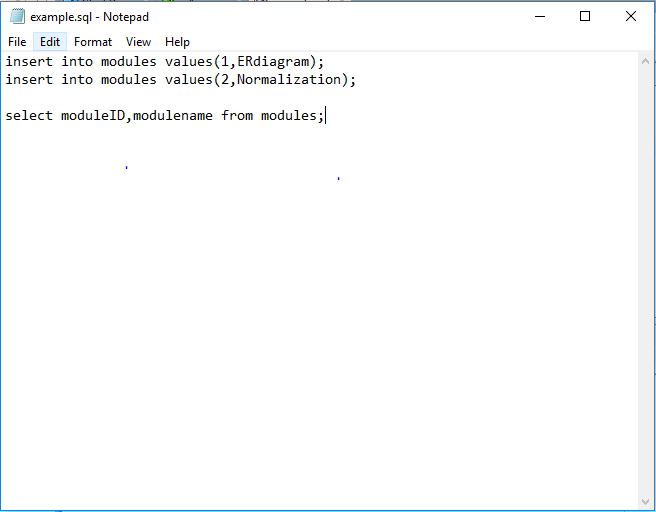 example.sql - Notepad
File Edit Format View Help
insert into modules values(1,ERdiagram);
insert into modules values(2,Normalization);
select moduleID,modulename from modules;